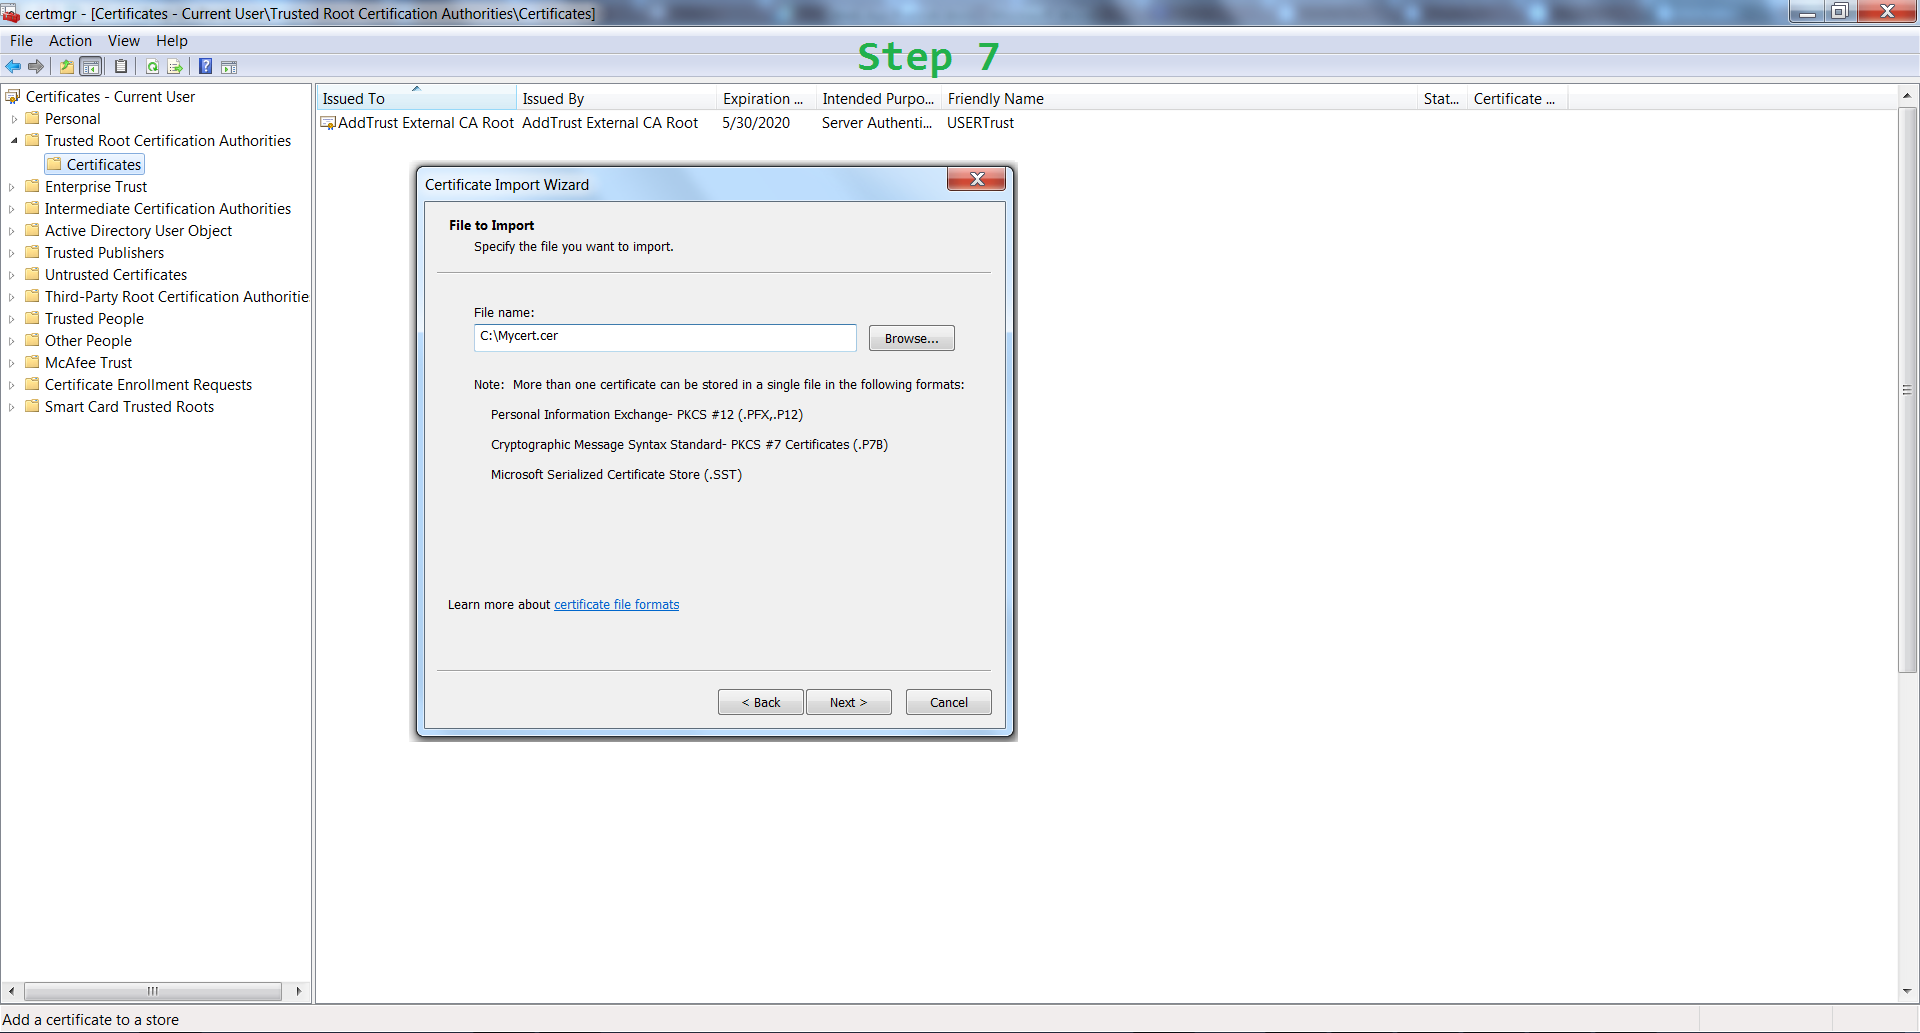 certmgr - [Certificates - Current User\Trusted Root Certification Authorities\Certificates]
File Action View Help
Step 7
Certificates - Current User
Personal
Trusted Root Certification Authorities
Certificates
Enterprise Trust
Intermediate Certification Authorities
Active Directory User Object
Trusted Publishers
Untrusted Certificates
Third-Party Root Certification Authoritie
Trusted People
Other People
McAfee Trust
Certificate Enrollment Requests
Smart Card Trusted Roots
Issued To Issued By Expiration ... Intended Purpo... Friendly Name Stat... Certificate ...
AddTrust External CA Root AddTrust External CA Root 5/30/2020 Server Authenti... USERTrust
Certificate Import Wizard
File to Import
Specify the file you want to import.
File name:
C:\Mycert.cer Browse...
Note: More than one certificate can be stored in a single file in the following formats:
Personal Information Exchange- PKCS #12 (.PFX,.P12)
Cryptographic Message Syntax Standard- PKCS #7 Certificates (.P7B)
Microsoft Serialized Certificate Store (.SST)
Learn more about certificate file formats
< Back Next > Cancel
Add a certificate to a store